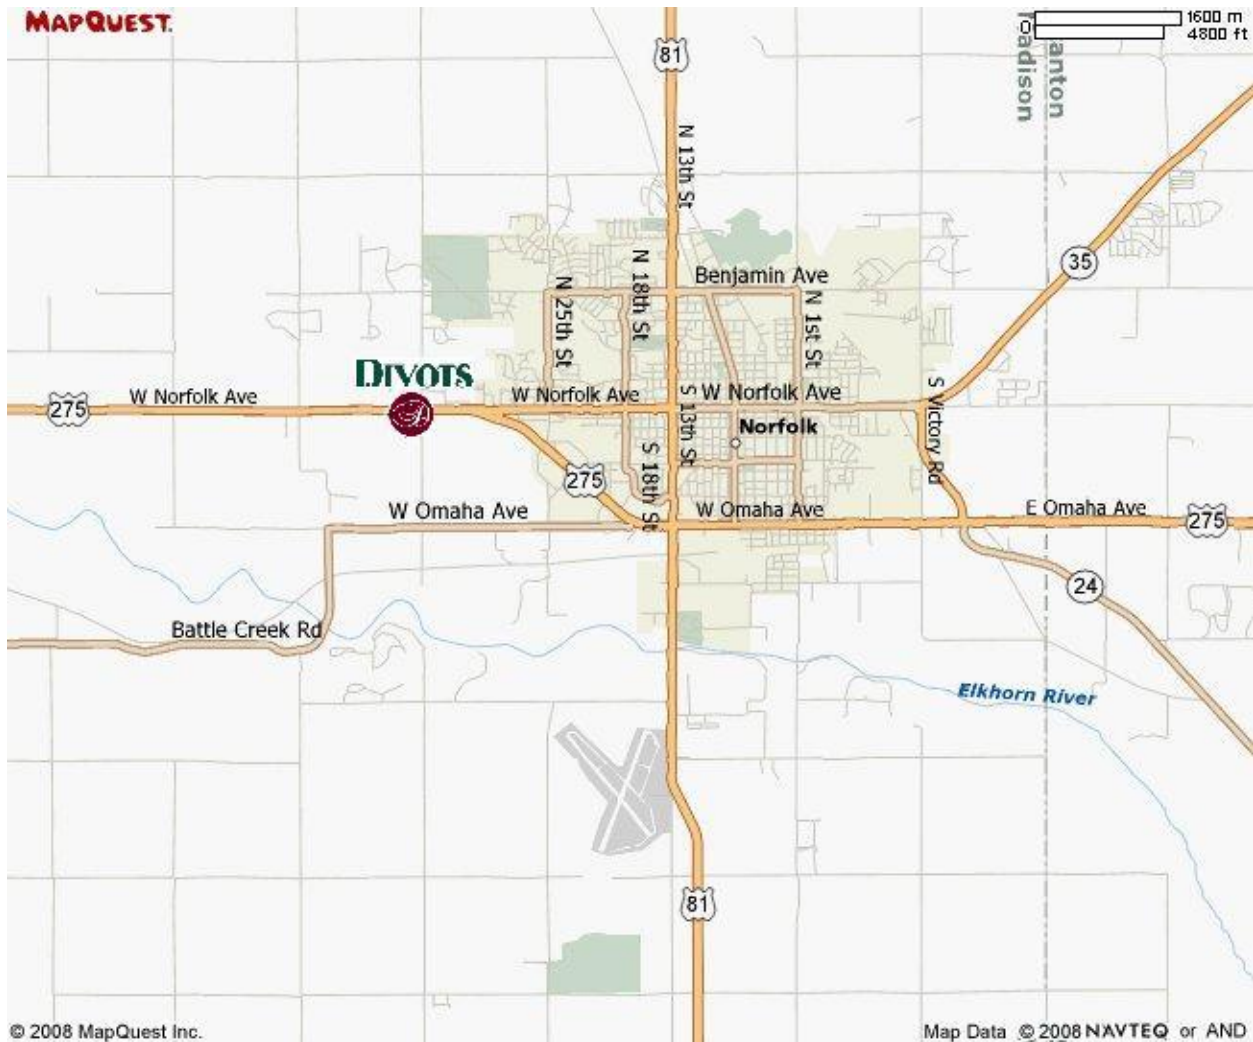 MAPQUEST.
1600 m
0
4800 ft
81
Madison
Stanton
N 13th St
35
Benjamin Ave
N 18th St
N 25th St
N 1st St
DIVOTS
275
W Norfolk Ave
W Norfolk Ave
W Norfolk Ave
S 13th St
S Victory Rd
Norfolk
S 18th St
275
W Omaha Ave
W Omaha Ave
E Omaha Ave
275
24
Battle Creek Rd
Elkhorn River
81
© 2008 MapQuest Inc.
Map Data © 2008 NAVTEQ or AND